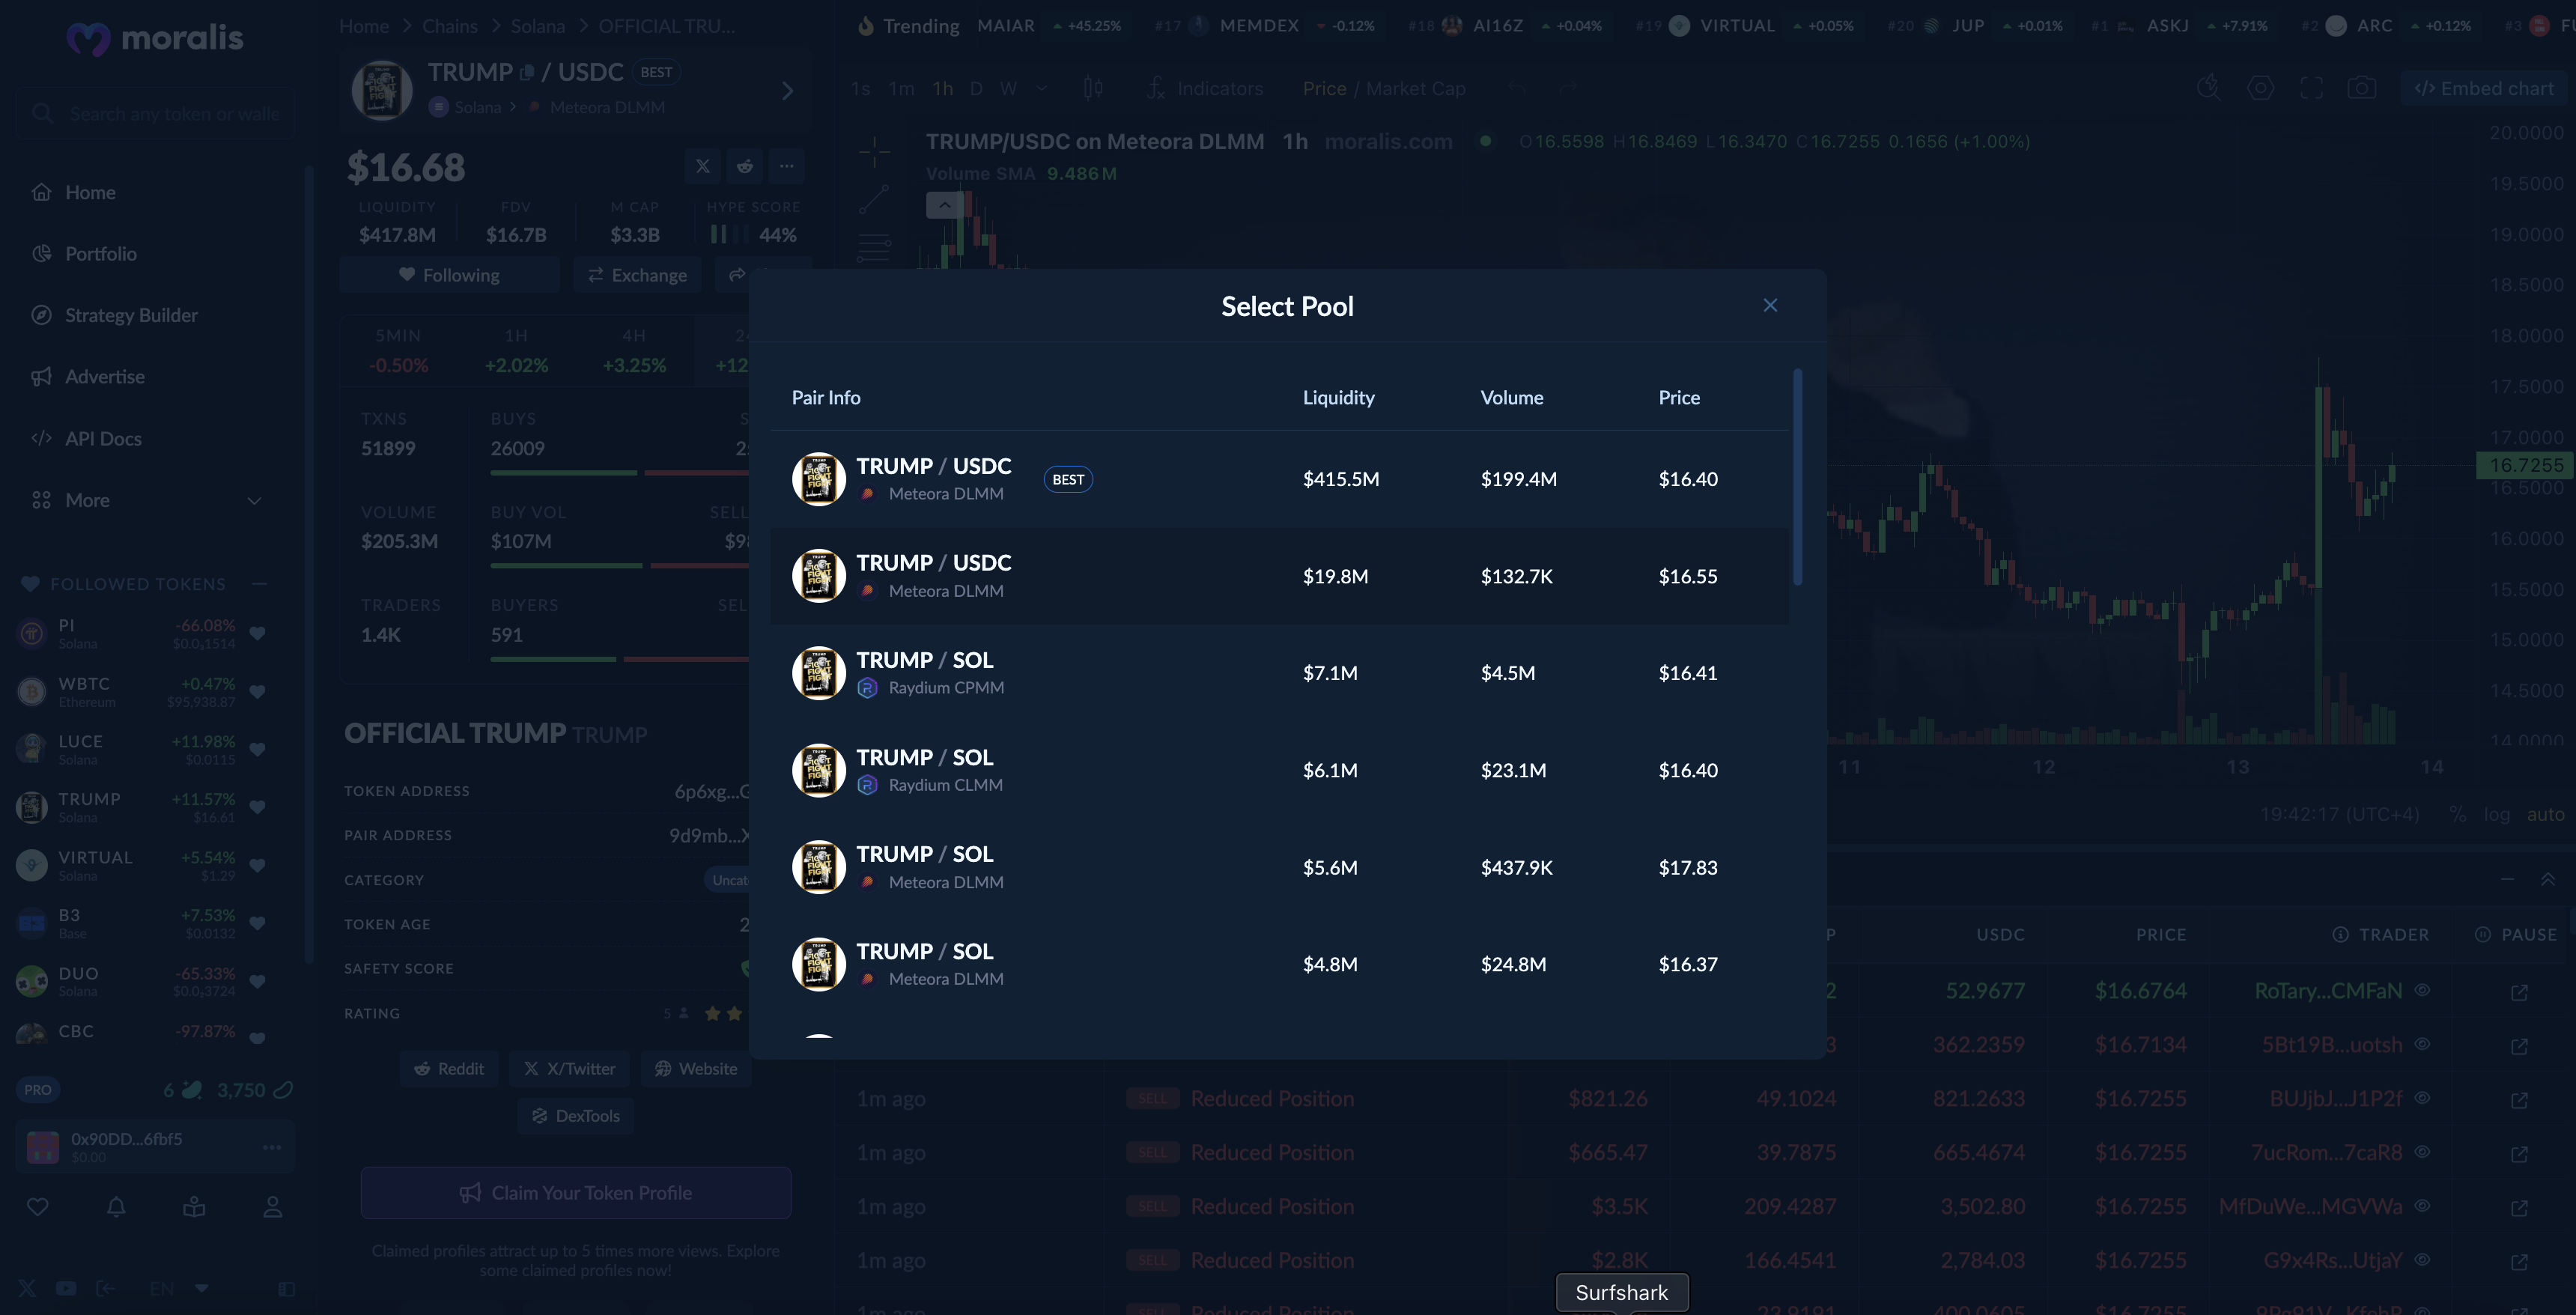 moralis
Search any token or walle
Home
Portfolio
Strategy Builder
Advertise
API Docs
More
FOLLOWED TOKENS
PI -66.08%
Solana $0.0₅1514
WBTC +0.47%
Ethereum $95,938.87
LUCE +11.98%
Solana $0.0115
TRUMP +11.57%
Solana $16.61
VIRTUAL +5.54%
Solana $1.29
B3 +7.53%
Base $0.0132
DUO -65.33%
Solana $0.0₃3724
CBC -97.87%
PRO 6 3,750
0x90DD...6fbf5
$0.00
EN
Home > Chains > Solana > OFFICIAL TRU...
TRUMP / USDC BEST
Solana > Meteora DLMM
$16.68
LIQUIDITY FDV M CAP HYPE SCORE
$417.8M $16.7B $3.3B 44%
Following Exchange
5MIN 1H 4H
-0.50% +2.02% +3.25% +12
TXNS BUYS S
51899 26009
VOLUME BUY VOL SELL
$205.3M $107M $98
TRADERS BUYERS SEL
1.4K 591
OFFICIAL TRUMP TRUMP
TOKEN ADDRESS 6p6xg...
PAIR ADDRESS 9d9mb...
CATEGORY Uncat
TOKEN AGE 2
SAFETY SCORE
RATING 5
Reddit X/Twitter Website
DexTools
Claim Your Token Profile
Claimed profiles attract up to 5 times more views. Explore
some claimed profiles now!
Trending MAIAR +45.25% #17 MEMDEX -0.12% #18 AI16Z +0.04% #19 VIRTUAL +0.05% #20 JUP +0.01% #1 ASKJ +7.91% #2 ARC +0.12% #3 FU
1s 1m 1h D W Indicators Price / Market Cap </> Embed chart
TRUMP/USDC on Meteora DLMM 1h moralis.com O16.5598 H16.8469 L16.3470 C16.7255 0.1656 (+1.00%)
Volume SMA 9.486M
20.0000
19.5000
19.0000
18.5000
18.0000
17.5000
17.0000
16.7255
16.5000
16.0000
15.5000
15.0000
14.5000
14.0000
11 12 13 14
19:42:17 (UTC+4) % log auto
Select Pool
Pair Info Liquidity Volume Price
TRUMP / USDC BEST $415.5M $199.4M $16.40
Meteora DLMM
TRUMP / USDC $19.8M $132.7K $16.55
Meteora DLMM
TRUMP / SOL $7.1M $4.5M $16.41
Raydium CPMM
TRUMP / SOL $6.1M $23.1M $16.40
Raydium CLMM
TRUMP / SOL $5.6M $437.9K $17.83
Meteora DLMM
TRUMP / SOL $4.8M $24.8M $16.37
Meteora DLMM
P USDC PRICE TRADER PAUSE
2 52.9677 $16.6764 RoTary...CMFaN
3 362.2359 $16.7134 5Bt19B...uotsh
1m ago SELL Reduced Position $821.26 49.1024 821.2633 $16.7255 BUJjbJ...J1P2f
1m ago SELL Reduced Position $665.47 39.7875 665.4674 $16.7255 7ucRom...7caR8
1m ago SELL Reduced Position $3.5K 209.4287 3,502.80 $16.7255 MfDuWe...MGVWa
1m ago SELL Reduced Position $2.8K 166.4541 2,784.03 $16.7255 G9x4Rs...UtjaY
1m ago SELL Reduced Position 23.9191 400.0605 $16.7255
Surfshark